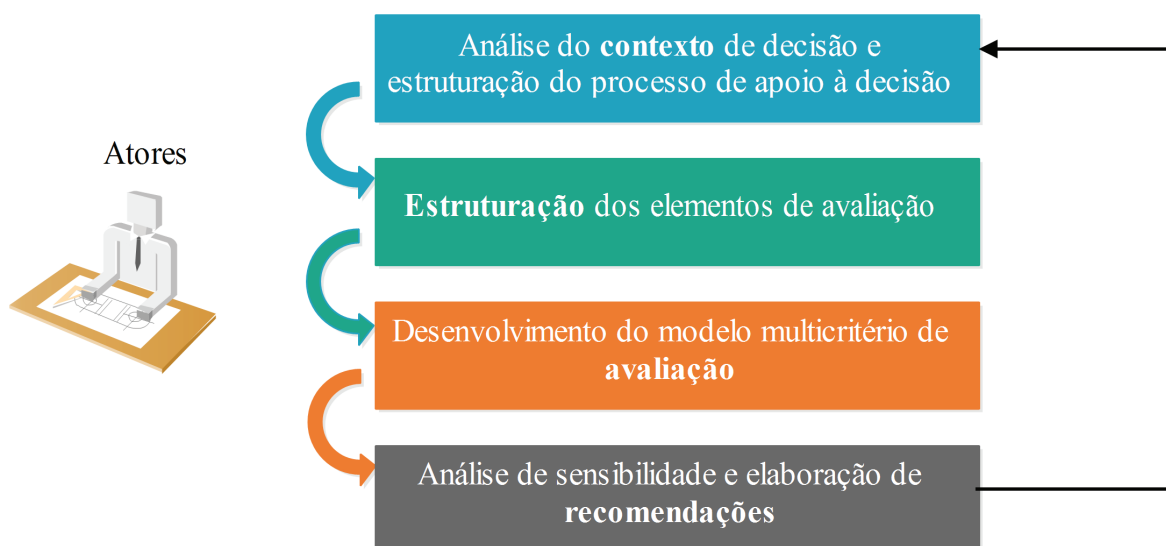 Análise do contexto de decisão e
estruturação do processo de apoio à decisão
Atores
Estruturação dos elementos de avaliação
Desenvolvimento do modelo multicritério de
avaliação
Análise de sensibilidade e elaboração de
recomendações